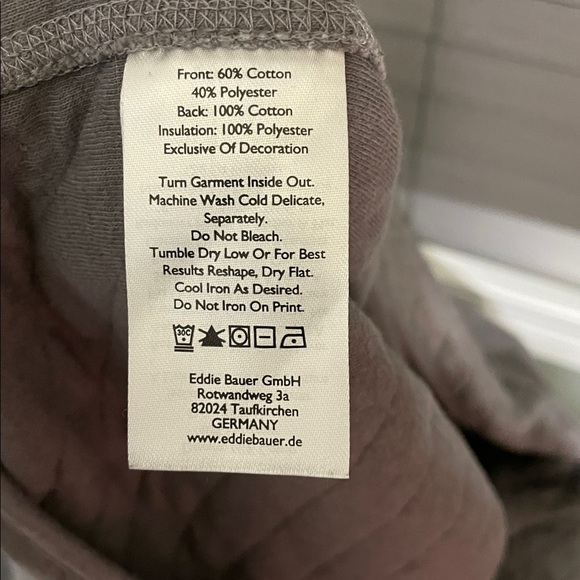 Front: 60% Cotton
40% Polyester
Back: 100% Cotton
Insulation: 100% Polyester
Exclusive Of Decoration
Turn Garment Inside Out.
Machine Wash Cold Delicate,
Separately.
Do Not Bleach.
Tumble Dry Low Or For Best
Results Reshape, Dry Flat.
Cool Iron As Desired.
Do Not Iron On Print.
30C
Eddie Bauer GmbH
Rotwandweg 3a
82024 Taufkirchen
GERMANY
www.eddiebauer.de